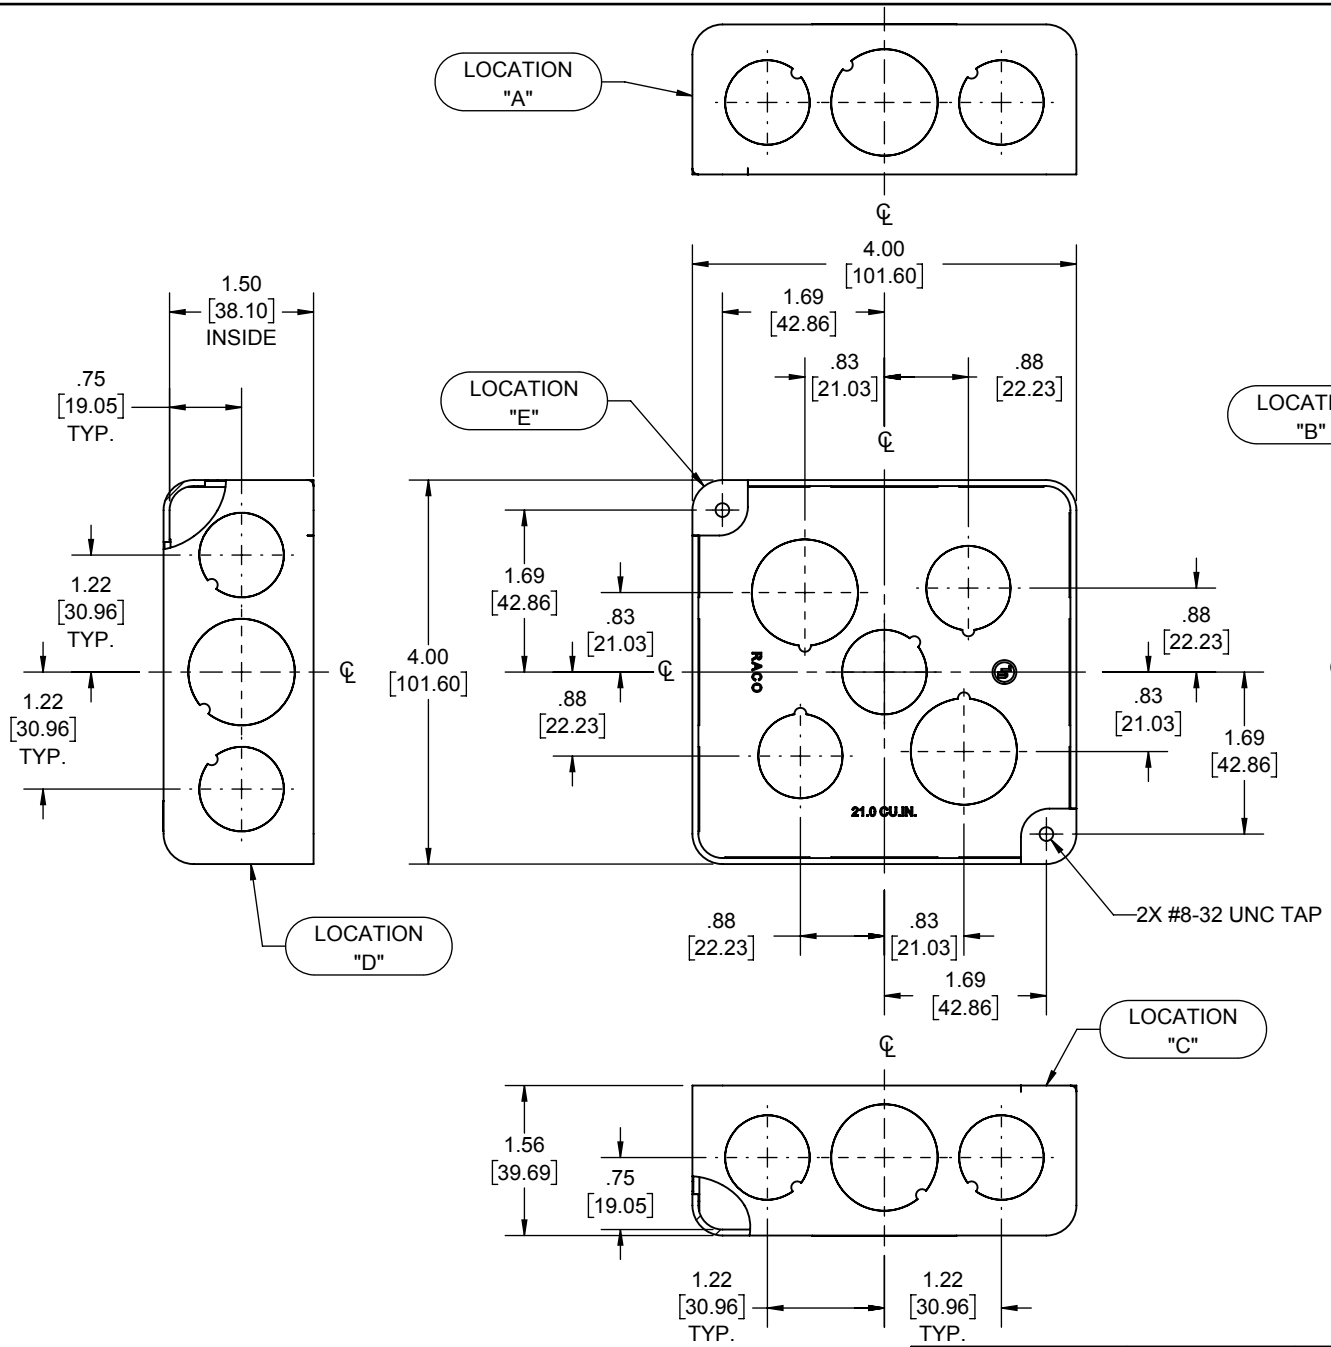 LOCATION
"A"
℄
4.00
[101.60]
1.50
[38.10]
INSIDE
1.69
[42.86]
.83
[21.03]
.88
[22.23]
.75
[19.05]
TYP.
LOCATION
"E"
LOCATI
"B"
℄
1.69
[42.86]
.83
[21.03]
1.22
[30.96]
TYP.
.88
[22.23]
RACO
℄
4.00
[101.60]
℄
1.22
[30.96]
TYP.
.88
[22.23]
.83
[21.03]
1.69
[42.86]
21.0 CU.IN.
2X #8-32 UNC TAP
LOCATION
"D"
.88
[22.23]
.83
[21.03]
1.69
[42.86]
LOCATION
"C"
℄
1.56
[39.69]
.75
[19.05]
1.22
[30.96]
TYP.
1.22
[30.96]
TYP.